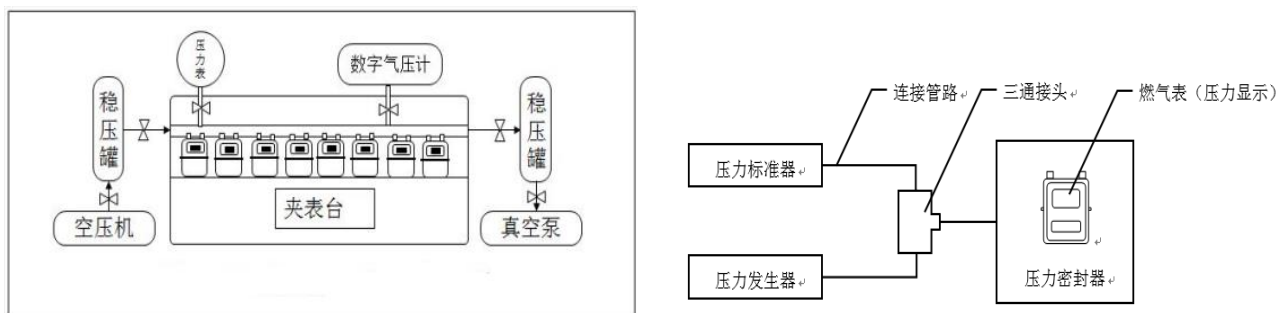 压力表
数字气压计
稳压罐
稳压罐
夹表台
空压机
真空泵
连接管路
三通接头
燃气表（压力显示）
压力标准器
压力发生器
压力密封器